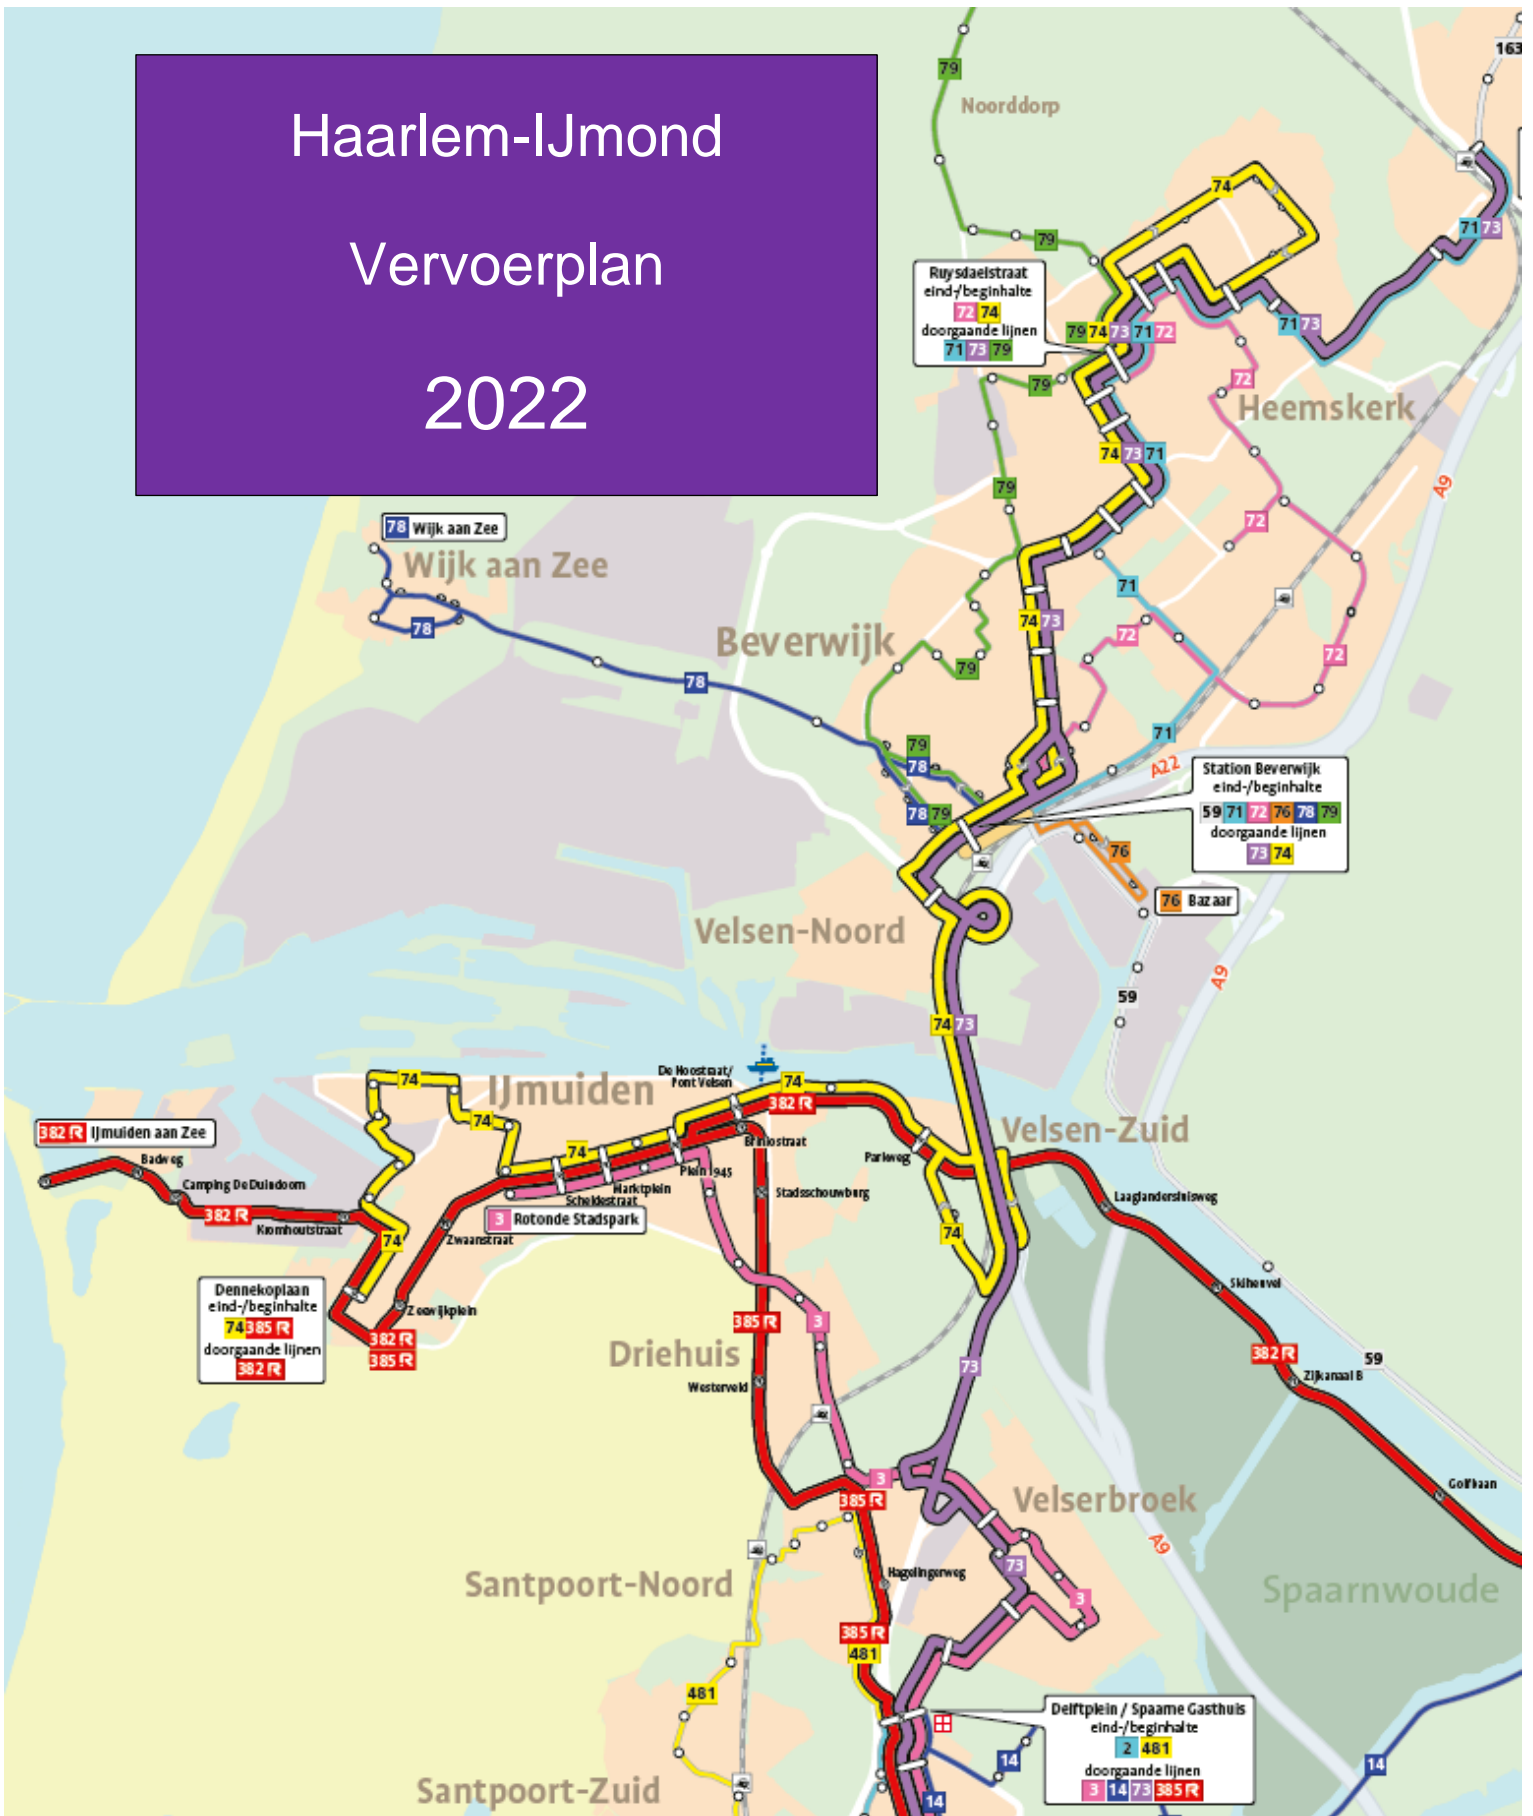 Haarlem-IJmond
Vervoerplan
2022
163
79
Noorddorp
74
71 73
79
Ruysdaelstraat
eind-/beginhalte
72 74
doorgaande lijnen
71 73 79
79 74 73 71 72
71 73
79
72
Heemskerk
74 73 71
A9
79
72
78 Wijk aan Zee
Wijk aan Zee
71
78
74 73
72
Beverwijk
79
72
78
71
79
78
A22
Station Beverwijk
eind-/beginhalte
59 71 72 76 78 79
doorgaande lijnen
73 74
78 79
76
76 Bazaar
Velsen-Noord
A9
59
74 73
De Noostraat/
Pont Velsen
74
74
IJmuiden
382 R
74
382 R IJmuiden aan Zee
Velsen-Zuid
Briniostraat
74
Badweg
Parkweg
Plein 1945
Camping De Duindoorn
Marktplein
Stadsschouwburg
Scheldestraat
Laaglandersluisweg
382 R
3 Rotonde Stadspark
Kromhoutstraat
74
Zwaanstraat
74
Dennekoplaan
eind-/beginhalte
74 385 R
doorgaande lijnen
382 R
Skiheuvel
Zeewijkplein
385 R
3
382 R
385 R
Driehuis
382 R
59
73
Zijkanaal B
Westerveld
3
Golfbaan
385 R
Velserbroek
A9
73
Hagelingerweg
Santpoort-Noord
Spaarnwoude
3
385 R
481
481
Delftplein / Spaarne Gasthuis
eind-/beginhalte
2 481
doorgaande lijnen
3 14 73 385 R
14
14
Santpoort-Zuid
14